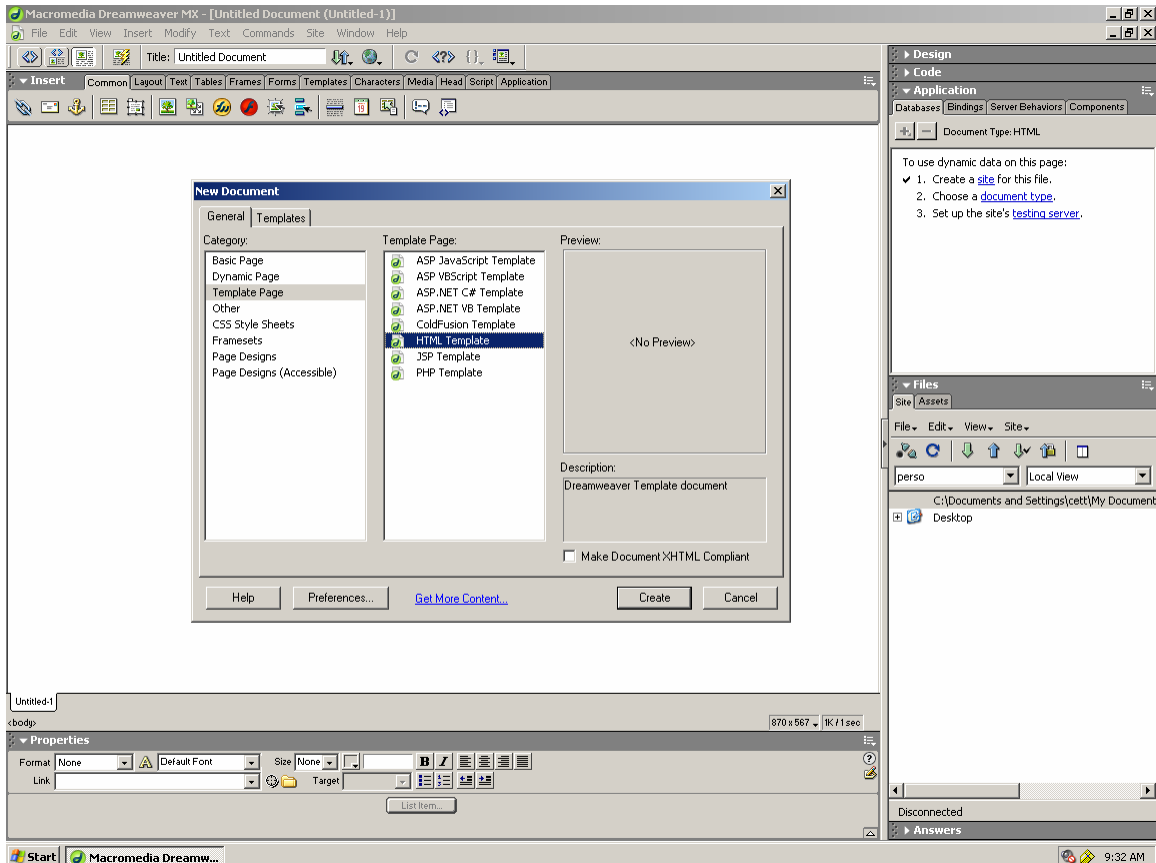 Macromedia Dreamweaver MX - [Untitled Document (Untitled-1)]
File Edit View Insert Modify Text Commands Site Window Help
Title: Untitled Document
Insert Common Layout Text Tables Frames Forms Templates Characters Media Head Script Application
New Document
General Templates
Category:
Basic Page
Dynamic Page
Template Page
Other
CSS Style Sheets
Framesets
Page Designs
Page Designs (Accessible)
Template Page:
ASP JavaScript Template
ASP VBScript Template
ASP.NET C# Template
ASP.NET VB Template
ColdFusion Template
HTML Template
JSP Template
PHP Template
Preview:
<No Preview>
Description:
Dreamweaver Template document
Make Document XHTML Compliant
Help Preferences... Get More Content... Create Cancel
Untitled-1
<body> 870 x 567 1K / 1 sec
Properties
Format None Default Font Size None B I
Link Target
List Item...
Design
Code
Application
Databases Bindings Server Behaviors Components
Document Type: HTML
To use dynamic data on this page:
1. Create a site for this file.
2. Choose a document type.
3. Set up the site's testing server.
Files
Site Assets
File Edit View Site
perso Local View
C:\Documents and Settings\cett\My Document
Desktop
Disconnected
Answers
Start Macromedia Dreamw... 9:32 AM